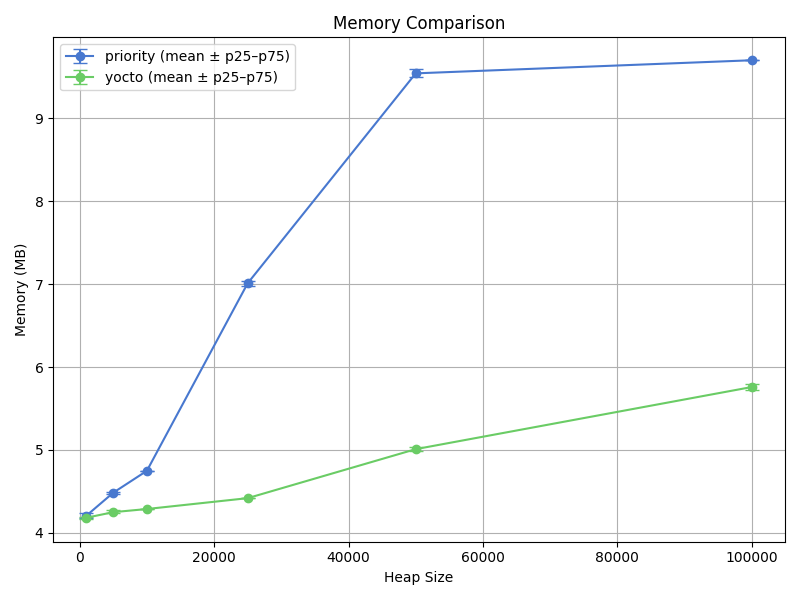 Memory Comparison
priority (mean ± p25–p75)
yocto (mean ± p25–p75)
Memory (MB)
9
8
7
6
5
4
0 20000 40000 60000 80000 100000
Heap Size